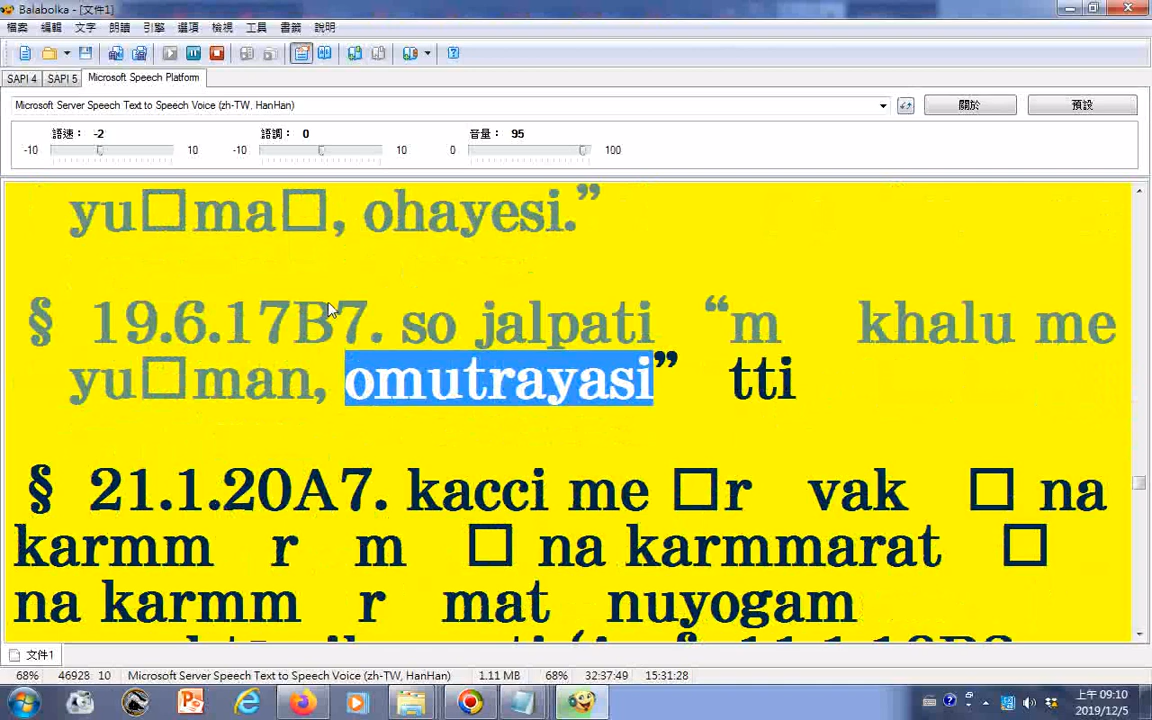 Balabolka - [文件1]
檔案 編輯 文字 朗讀 引擎 選項 檢視 工具 書籤 說明
SAPI 4 SAPI 5 Microsoft Speech Platform
Microsoft Server Speech Text to Speech Voice (zh-TW, HanHan) 關於 預設
語速： -2 語調： 0 音量： 95
-10 10 -10 10 0 100
yu□ma□, ohayesi.”
§ 19.6.17B7. so jalpati “m khalu me
yu□man, omutrayasi” tti
§ 21.1.20A7. kacci me □r vak □ na
karmm r m □ na karmmarat □
na karmm r mat nuyogam
文件1
68% 46928: 10 Microsoft Server Speech Text to Speech Voice (zh-TW, HanHan) 1.11 MB 68% 32:37:49 15:31:28
上午 09:10
2019/12/5